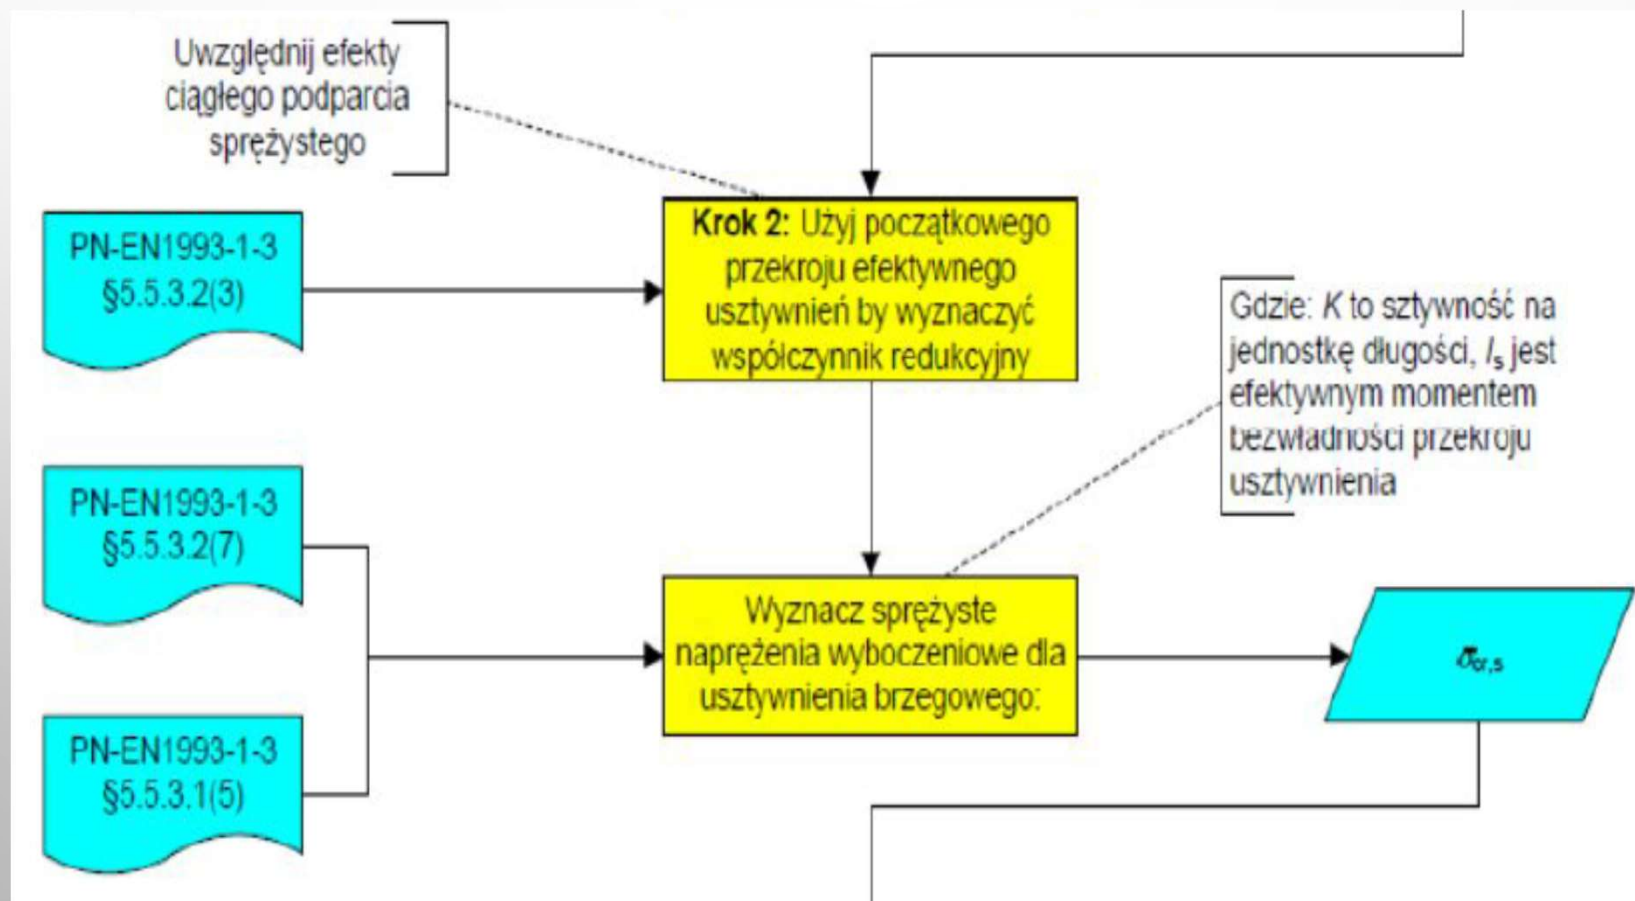 Uwzględnij efekty
ciągłego podparcia
sprężystego
PN-EN1993-1-3
§5.5.3.2(3)
Krok 2: Użyj początkowego
przekroju efektywnego
usztywnień by wyznaczyć
współczynnik redukcyjny
Gdzie: K to sztywność na
jednostkę długości, Is jest
efektywnym momentem
bezwładności przekroju
usztywnienia
PN-EN1993-1-3
§5.5.3.2(7)
Wyznacz sprężyste
naprężenia wyboczeniowe dla
usztywnienia brzegowego:
σcr,s
PN-EN1993-1-3
§5.5.3.1(5)